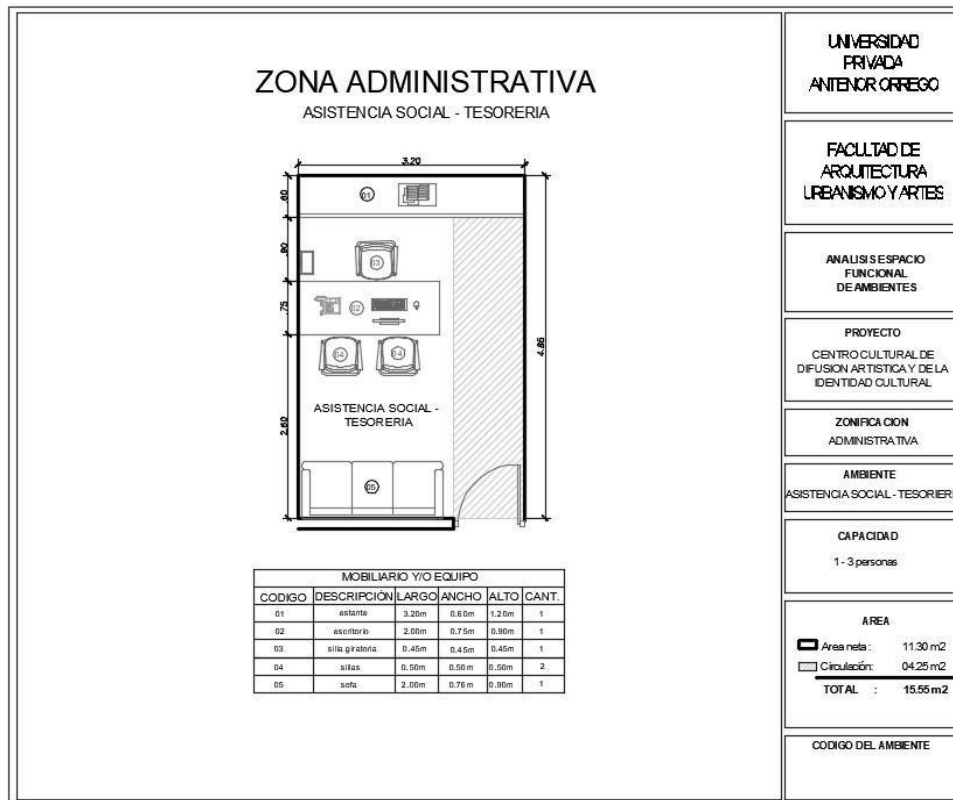 ZONA ADMINISTRATIVA
ASISTENCIA SOCIAL - TESORERIA
3.20
.60
01
.90
03
.75
02
04
04
4.85
ASISTENCIA SOCIAL -
TESORERIA
2.60
05
MOBILIARIO Y/O EQUIPO
CODIGO DESCRIPCIÓN LARGO ANCHO ALTO CANT.
01 estante 3.20m 0.60m 1.20m 1
02 escritorio 2.00m 0.75m 0.90m 1
03 silla giratoria 0.45m 0.45m 0.45m 1
04 sillas 0.50m 0.50m 0.50m 2
05 sofa 2.00m 0.76m 0.90m 1
UNIVERSIDAD
PRIVADA
ANTENOR ORREGO
FACULTAD DE
ARQUITECTURA
URBANISMO Y ARTES
ANALISIS ESPACIO
FUNCIONAL
DE AMBIENTES
PROYECTO
CENTRO CULTURAL DE
DIFUSION ARTISTICA Y DE LA
IDENTIDAD CULTURAL
ZONIFICACION
ADMINISTRATIVA
AMBIENTE
ASISTENCIA SOCIAL - TESORIERI
CAPACIDAD
1 - 3 personas
AREA
Area neta : 11.30 m2
Circulación: 04.25 m2
TOTAL : 15.55 m2
CODIGO DEL AMBIENTE